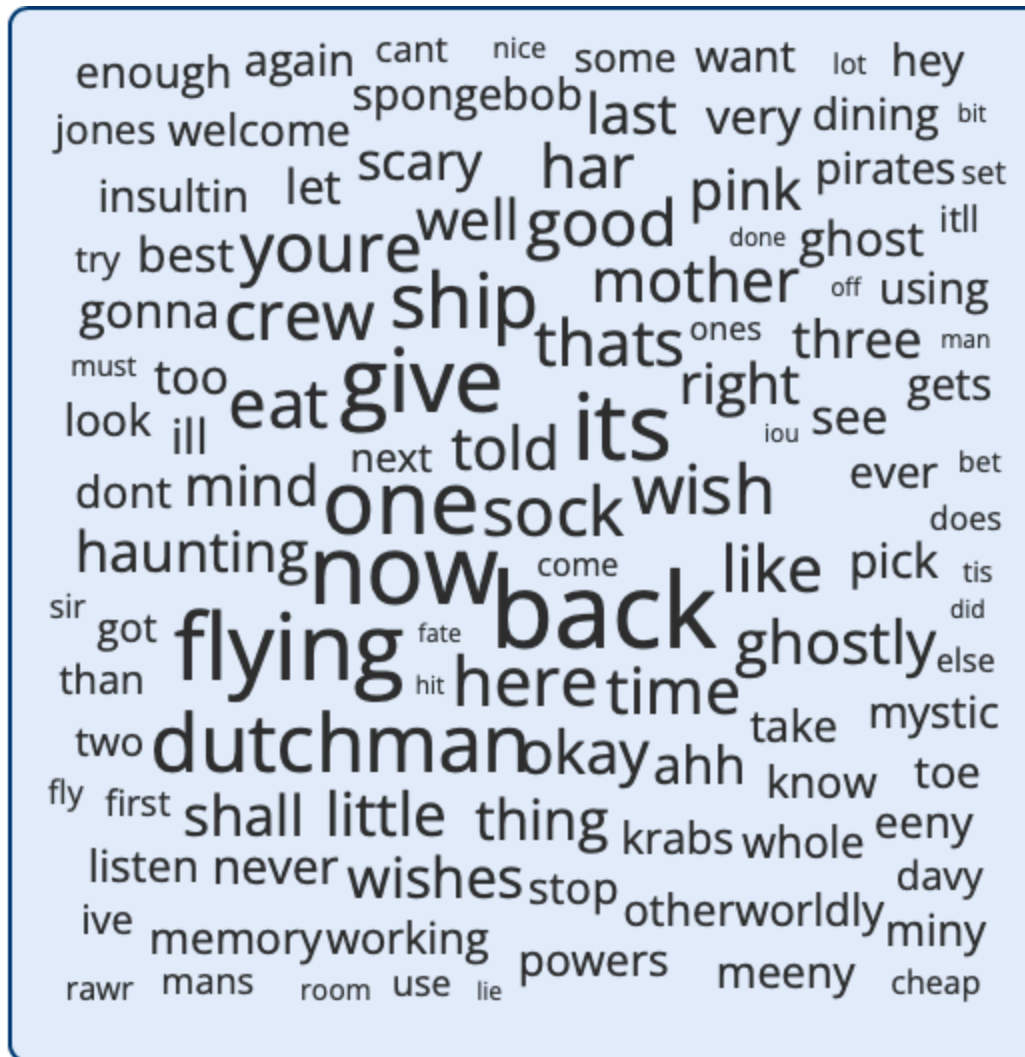 enough again cant nice some want lot hey
spongebob
jones welcome last very dining bit
scary har pirates set
insultin let pink
well good itll
try best youre done ghost
mother off using
gonna crew ship
thats ones three man
must too give right gets
look ill eat its iou see
next told
dont mind ever bet
one sock wish does
haunting now come like pick tis
sir got back did
flying fate ghostly else
than hit here time
two dutchman take mystic
okay ahh know toe
fly first shall little thing krabs whole eeny
listen never wishes stop davy
otherworldly
ive memory working miny
powers meeny
rawr mans room use lie cheap